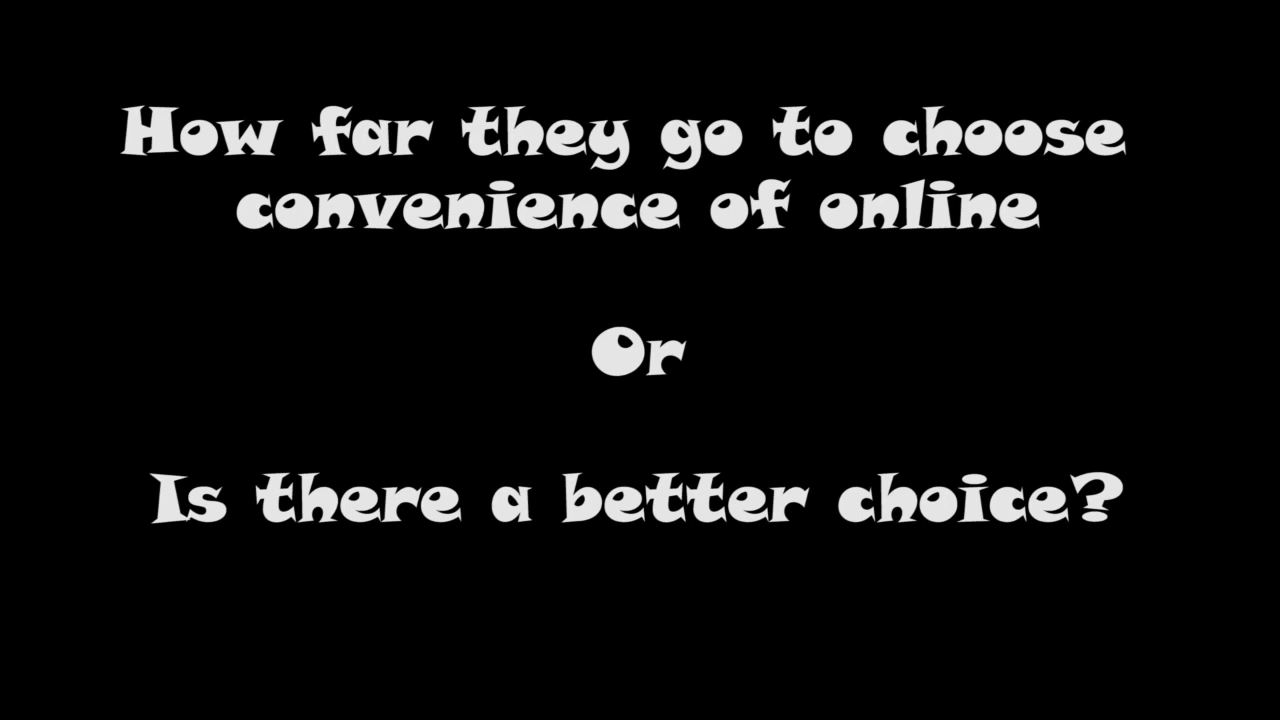 How far they go to choose
convenience of online
Or
Is there a better choice?